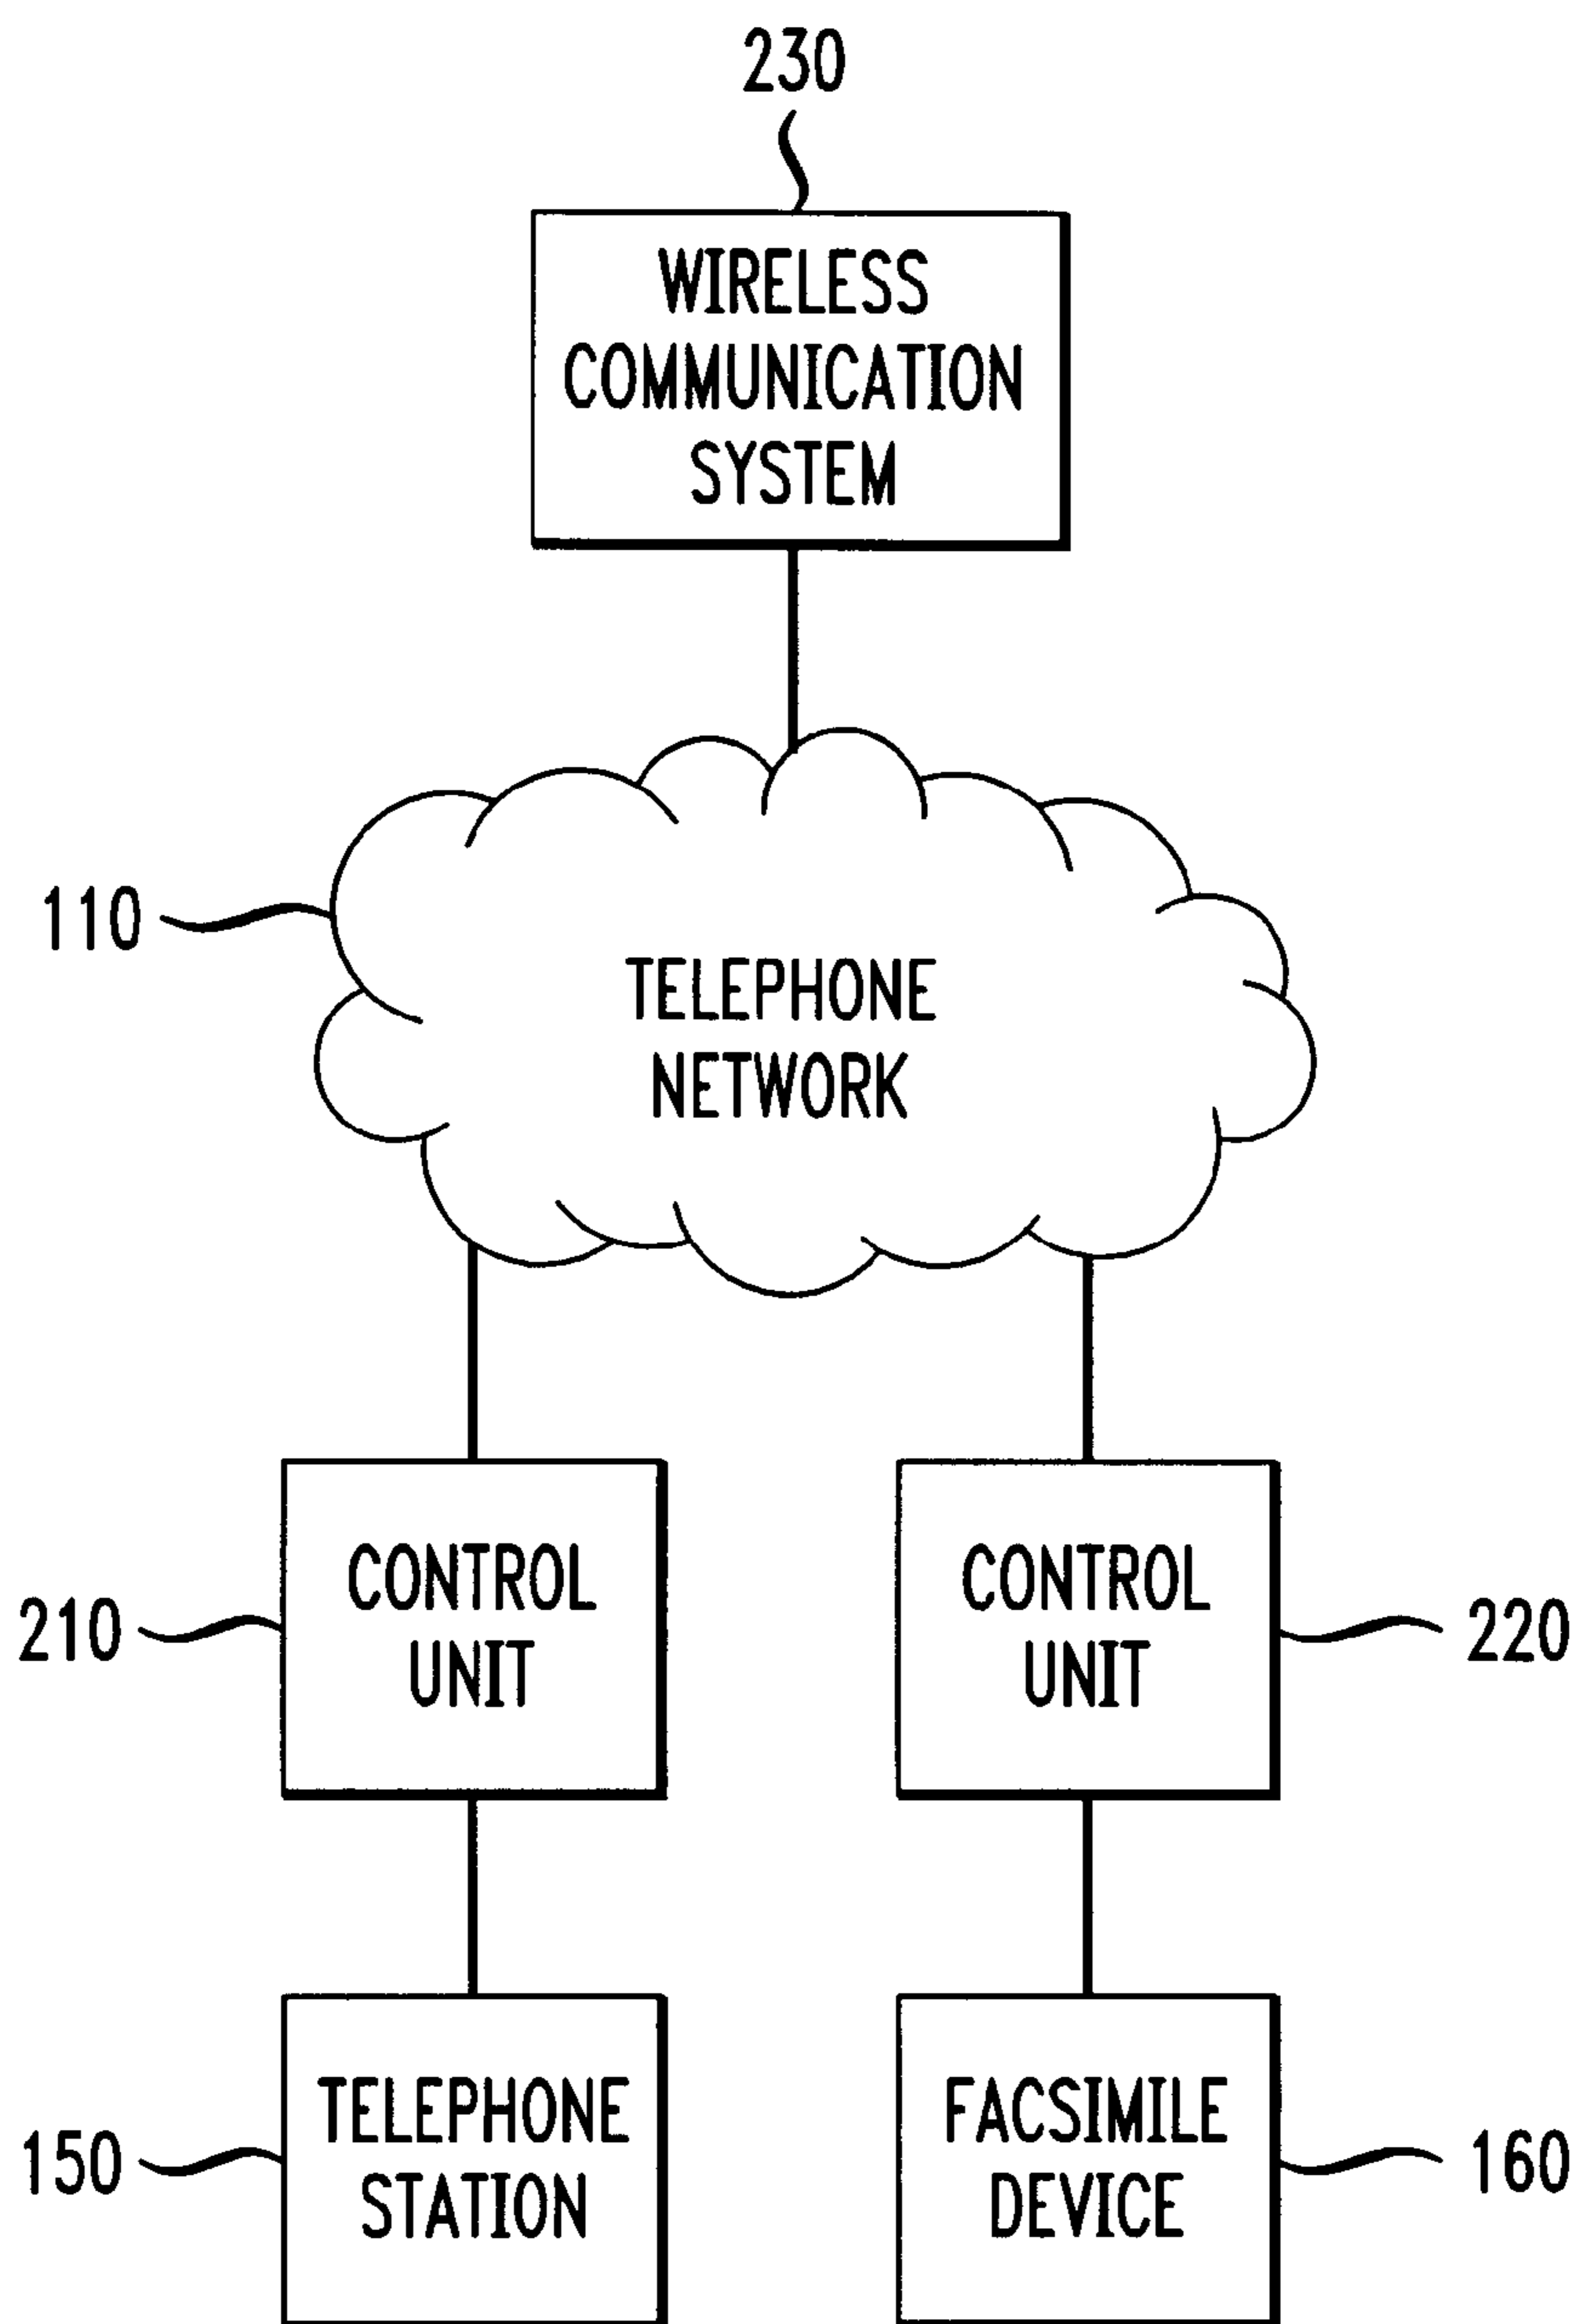 230
WIRELESS
COMMUNICATION
SYSTEM
110
TELEPHONE
NETWORK
210
CONTROL
UNIT
CONTROL
UNIT
220
150
TELEPHONE
STATION
FACSIMILE
DEVICE
160